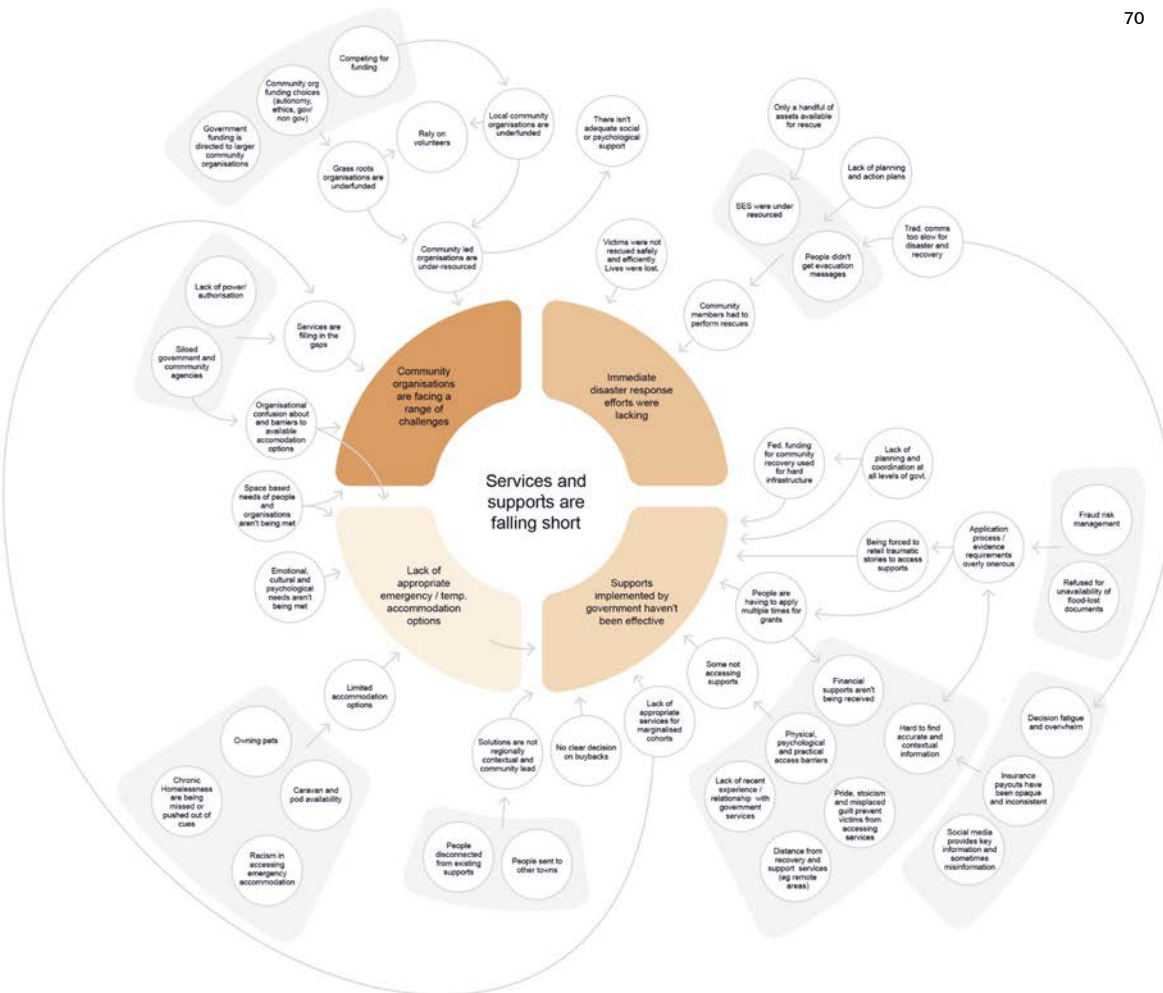 70
Competing for
funding
Community org
funding choices
(autonomy,
ethics, gov/
non gov)
Government
funding is
directed to larger
community
organisations
Local community
organisations are
underfunded
Rely on
volunteers
Grass roots
organisations are
underfunded
There isn't
adequate social
or psychological
support
Community led
organisations are
under-resourced
Only a handful of
assets available
for rescue
Lack of planning
and action plans
SES were under
resourced
Trad. comms
too slow for
disaster and
recovery
People didn't
get evacuation
messages
Victims were not
rescued safely
and efficiently.
Lives were lost.
Community
members had to
perform rescues
Lack of power/
authorisation
Siloed
government and
commmunity
agencies
Services are
filling in the
gaps
Organisational
confusion about
and barriers to
available
accomodation
options
Space based
needs of people
and
organisations
aren't being met
Emotional,
cultural and
psychological
needs aren't
being met
Community
organisations
are facing a
range of
challenges
Immediate
disaster response
efforts were
lacking
Services and
supports are
falling short
Lack of
appropriate
emergency / temp.
accommodation
options
Supports
implemented by
government haven't
been effective
Fed. funding
for community
recovery used
for hard
infrastructure
Lack of
planning and
coordination at
all levels of govt.
Being forced to
retell traumatic
stories to access
supports
Application
process /
evidence
requirements
overly onerous
Fraud risk
management
Refused for
unavailability of
flood-lost
documents
People are
having to apply
multiple times for
grants
Some not
accessing
supports
Lack of
appropriate
services for
marginalised
cohorts
No clear decision
on buybacks
Solutions are not
regionally
contextual and
community lead
People
disconnected
from existing
supports
People sent to
other towns
Limited
accommodation
options
Owning pets
Chronic
Homelessness
are being
missed or
pushed out of
cues
Caravan and
pod availability
Racism in
accessing
emergency
accommodation
Financial
supports aren't
being received
Physical,
psychological
and practical
access barriers
Hard to find
accurate and
contextual
information
Lack of recent
experience /
relationship with
government
services
Pride, stoicism
and misplaced
guilt prevent
victims from
accessing
services
Distance from
recovery and
support services
(eg remote
areas)
Decision fatigue
and overwhelm
Insurance
payouts have
been opaque and
inconsistent
Social media
provides key
information and
sometimes
misinformation